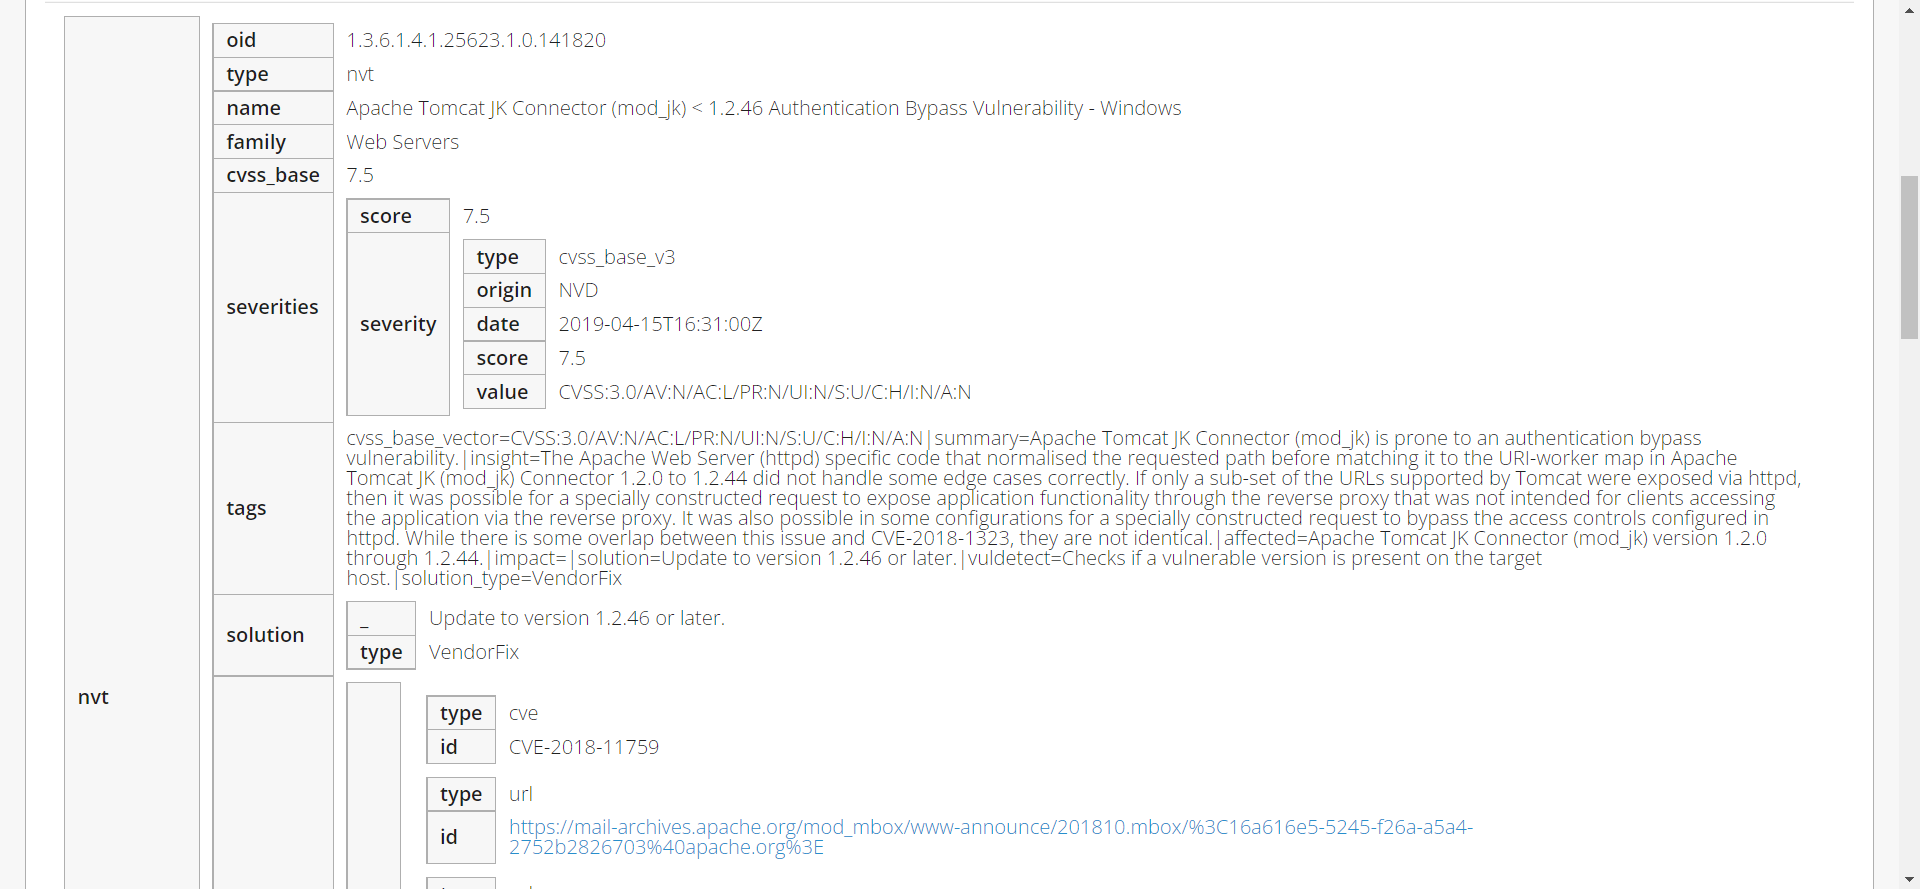 oid 1.3.6.1.4.1.25623.1.0.141820
type nvt
name Apache Tomcat JK Connector (mod_jk) < 1.2.46 Authentication Bypass Vulnerability - Windows
family Web Servers
cvss_base 7.5
severities
score 7.5
severity
type cvss_base_v3
origin NVD
date 2019-04-15T16:31:00Z
score 7.5
value CVSS:3.0/AV:N/AC:L/PR:N/UI:N/S:U/C:H/I:N/A:N
tags
cvss_base_vector=CVSS:3.0/AV:N/AC:L/PR:N/UI:N/S:U/C:H/I:N/A:N|summary=Apache Tomcat JK Connector (mod_jk) is prone to an authentication bypass
vulnerability.|insight=The Apache Web Server (httpd) specific code that normalised the requested path before matching it to the URI-worker map in Apache
Tomcat JK (mod_jk) Connector 1.2.0 to 1.2.44 did not handle some edge cases correctly. If only a sub-set of the URLs supported by Tomcat were exposed via httpd,
then it was possible for a specially constructed request to expose application functionality through the reverse proxy that was not intended for clients accessing
the application via the reverse proxy. It was also possible in some configurations for a specially constructed request to bypass the access controls configured in
httpd. While there is some overlap between this issue and CVE-2018-1323, they are not identical.|affected=Apache Tomcat JK Connector (mod_jk) version 1.2.0
through 1.2.44.|impact=|solution=Update to version 1.2.46 or later.|vuldetect=Checks if a vulnerable version is present on the target
host.|solution_type=VendorFix
solution
_ Update to version 1.2.46 or later.
type VendorFix
nvt
type cve
id CVE-2018-11759
type url
id
https://mail-archives.apache.org/mod_mbox/www-announce/201810.mbox/%3C16a616e5-5245-f26a-a5a4-
2752b2826703%40apache.org%3E